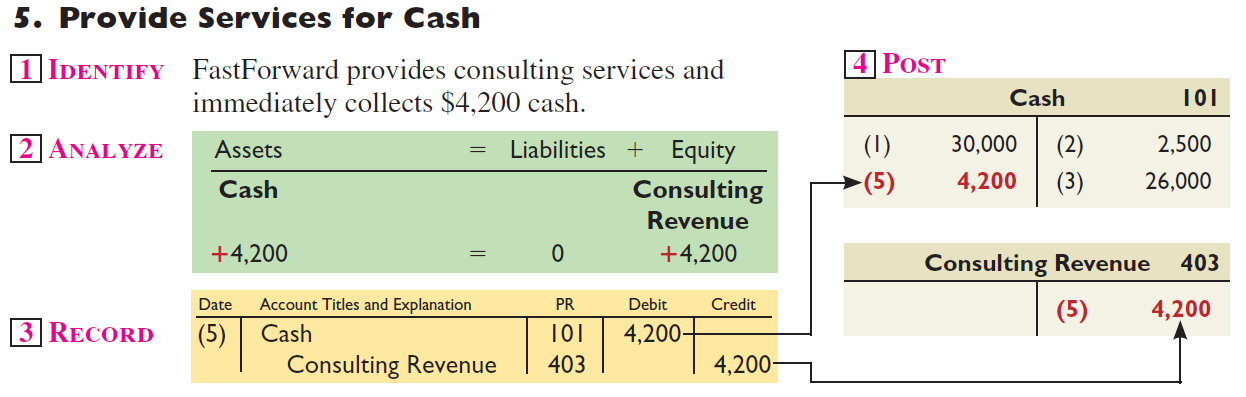 5. Provide Services for Cash
1 IDENTIFY FastForward provides consulting services and
immediately collects $4,200 cash.
2 ANALYZE
Assets = Liabilities + Equity
Cash Consulting
Revenue
+4,200 = 0 +4,200
3 RECORD
Date Account Titles and Explanation PR Debit Credit
(5) Cash 101 4,200
Consulting Revenue 403 4,200
4 POST
Cash 101
(1) 30,000 (2) 2,500
(5) 4,200 (3) 26,000
Consulting Revenue 403
(5) 4,200